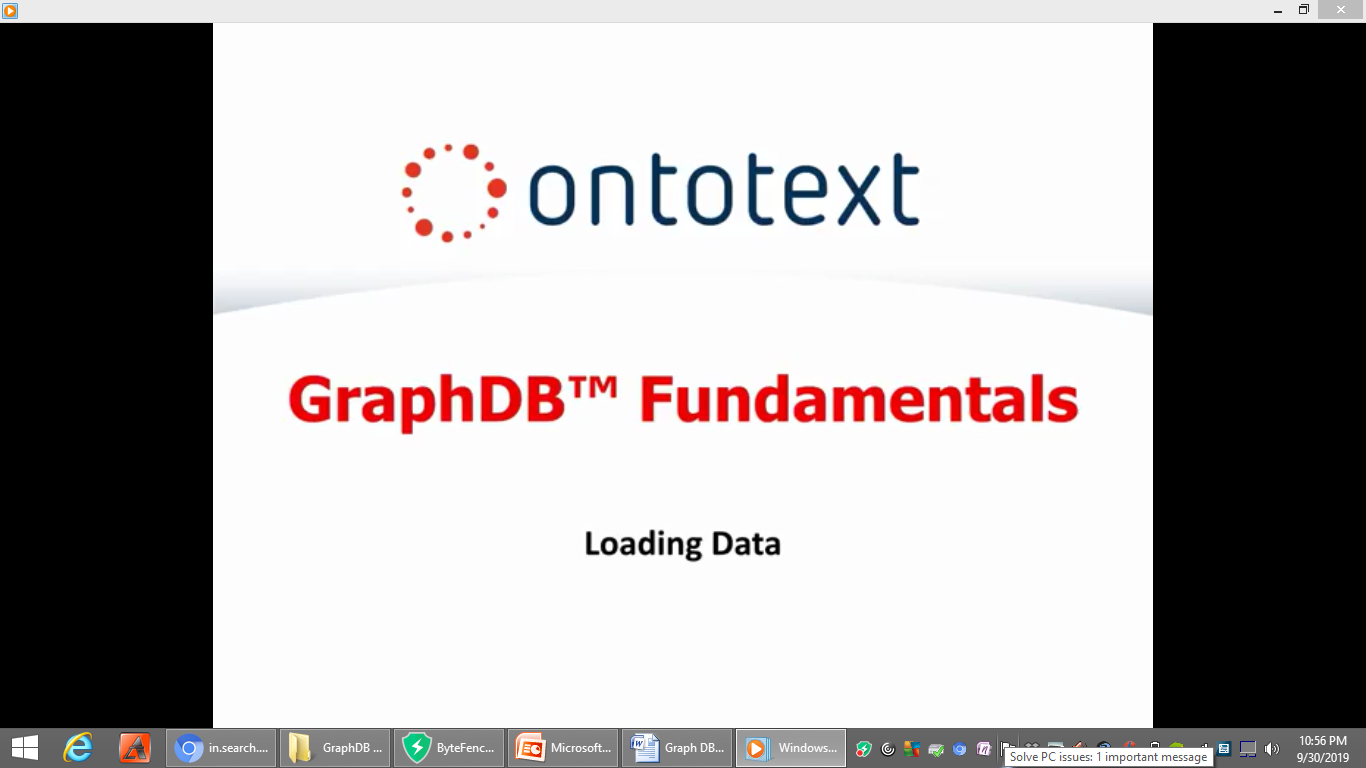 ontotext
GraphDB™ Fundamentals
Loading Data
in.search....
GraphDB ...
ByteFenc...
Microsoft...
Graph DB...
Windows...
10:56 PM
Solve PC issues: 1 important message
9/30/2019